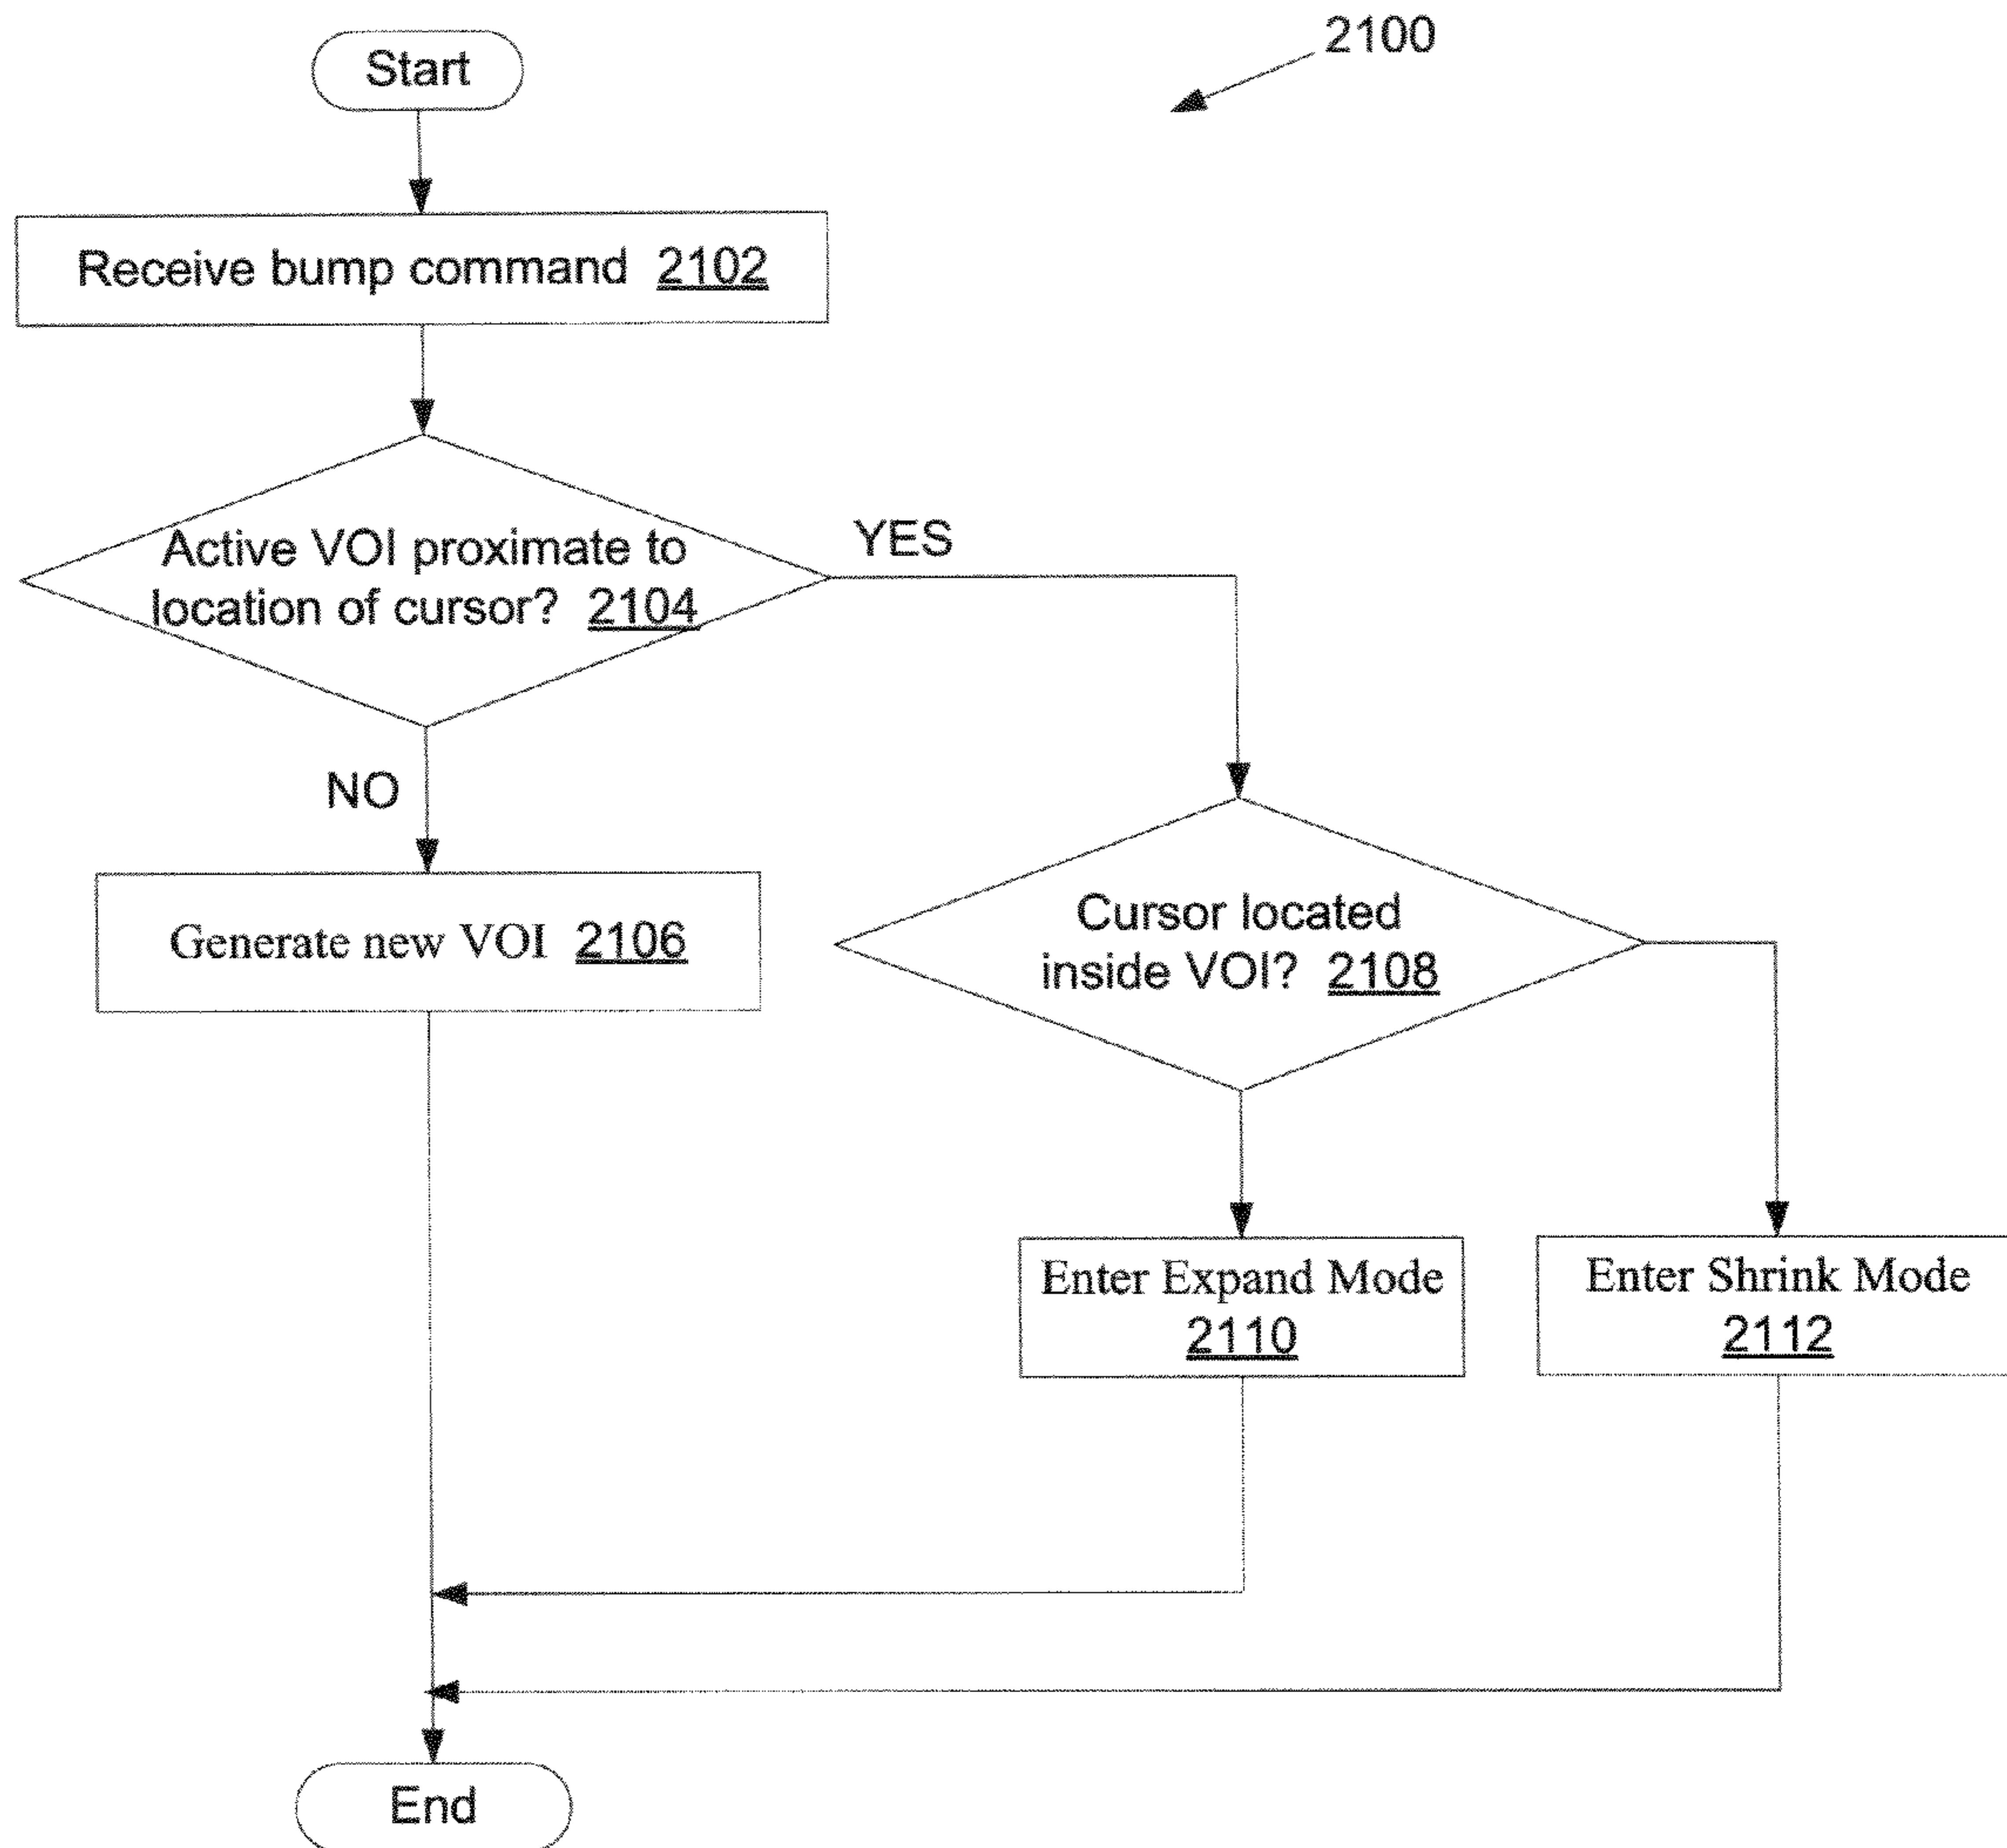 2100
Start
Receive bump command 2102
Active VOI proximate to
location of cursor? 2104
YES
NO
Generate new VOI 2106
Cursor located
inside VOI? 2108
Enter Expand Mode
2110
Enter Shrink Mode
2112
End